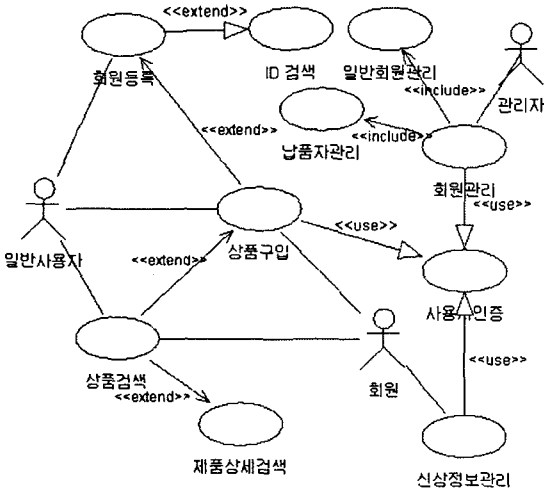 <<extend>>
회원등록
ID 검색
일반회원관리
<<include>>
관리자
<<extend>>
<<include>>
납품자관리
회원관리
<<use>>
<<use>>
일반사용자
상품구입
<<extend>>
사용자인증
<<use>>
상품검색
<<extend>>
회원
제품상세검색
신상정보관리